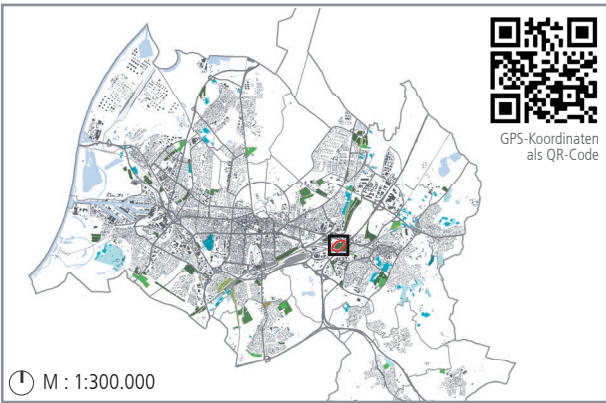 GPS-Koordinaten
als QR-Code
M : 1:300.000